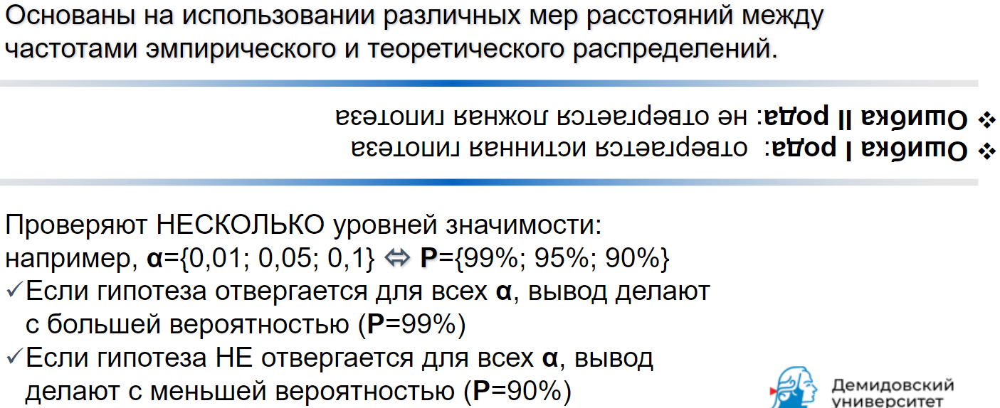 Основаны на использовании различных мер расстояний между
частотами эмпирического и теоретического распределений.
❖ Ошибка I рода: отвергается истинная гипотеза
❖ Ошибка II рода: не отвергается ложная гипотеза
Проверяют НЕСКОЛЬКО уровней значимости:
например, α={0,01; 0,05; 0,1} ⇔ P={99%; 95%; 90%}
✓Если гипотеза отвергается для всех α, вывод делают
с большей вероятностью (P=99%)
✓Если гипотеза НЕ отвергается для всех α, вывод
делают с меньшей вероятностью (P=90%)
Демидовский
университет